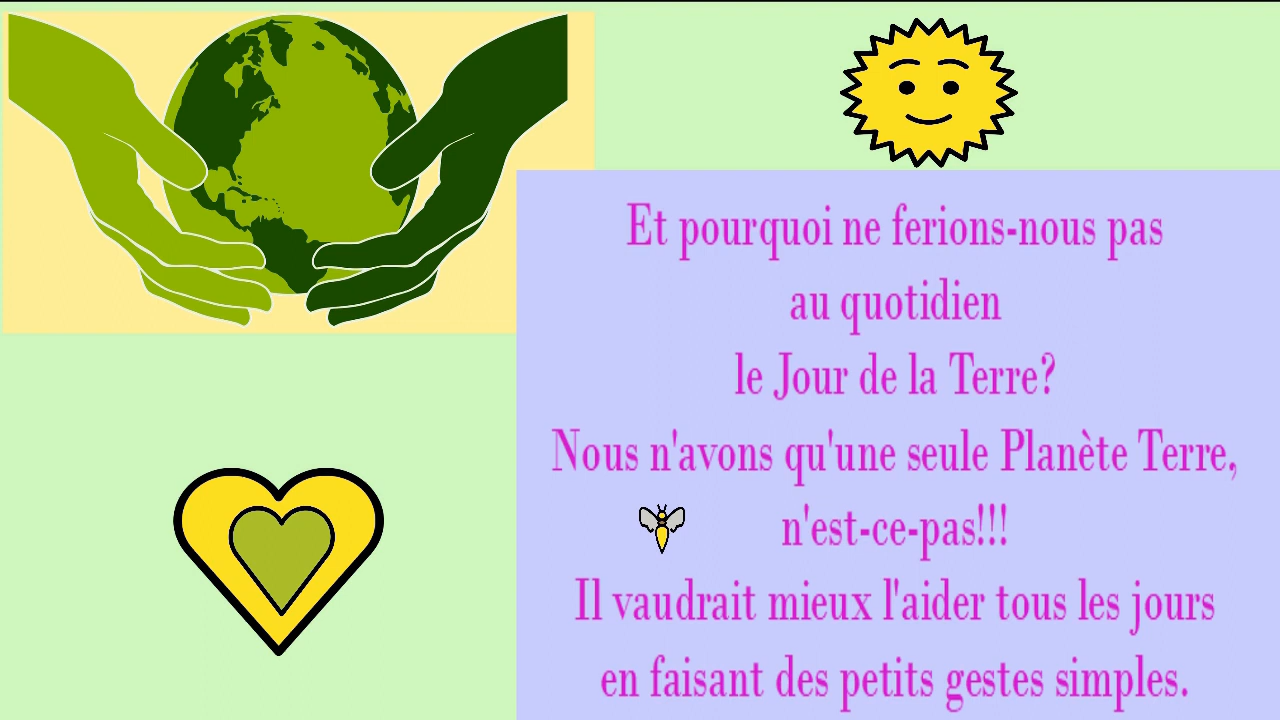 Et pourquoi ne ferions-nous pas
au quotidien
le Jour de la Terre?
Nous n'avons qu'une seule Planète Terre,
n'est-ce-pas!!!
Il vaudrait mieux l'aider tous les jours
en faisant des petits gestes simples.